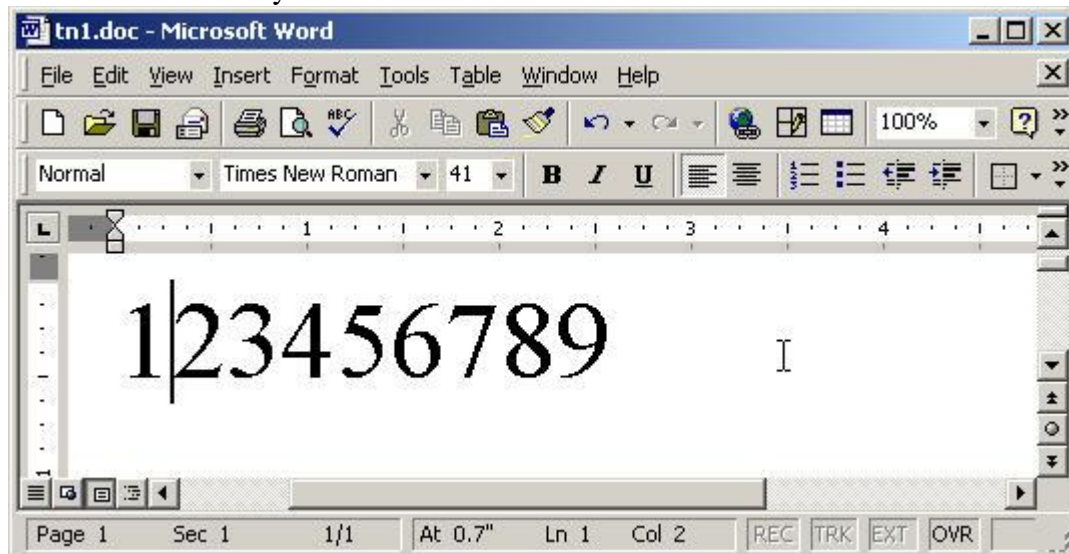 tn1.doc - Microsoft Word
File Edit View Insert Format Tools Table Window Help
ABC 100%
Normal Times New Roman 41 B I U
1 2 3 4
123456789
Page 1 Sec 1 1/1 At 0.7" Ln 1 Col 2 REC TRK EXT OVR